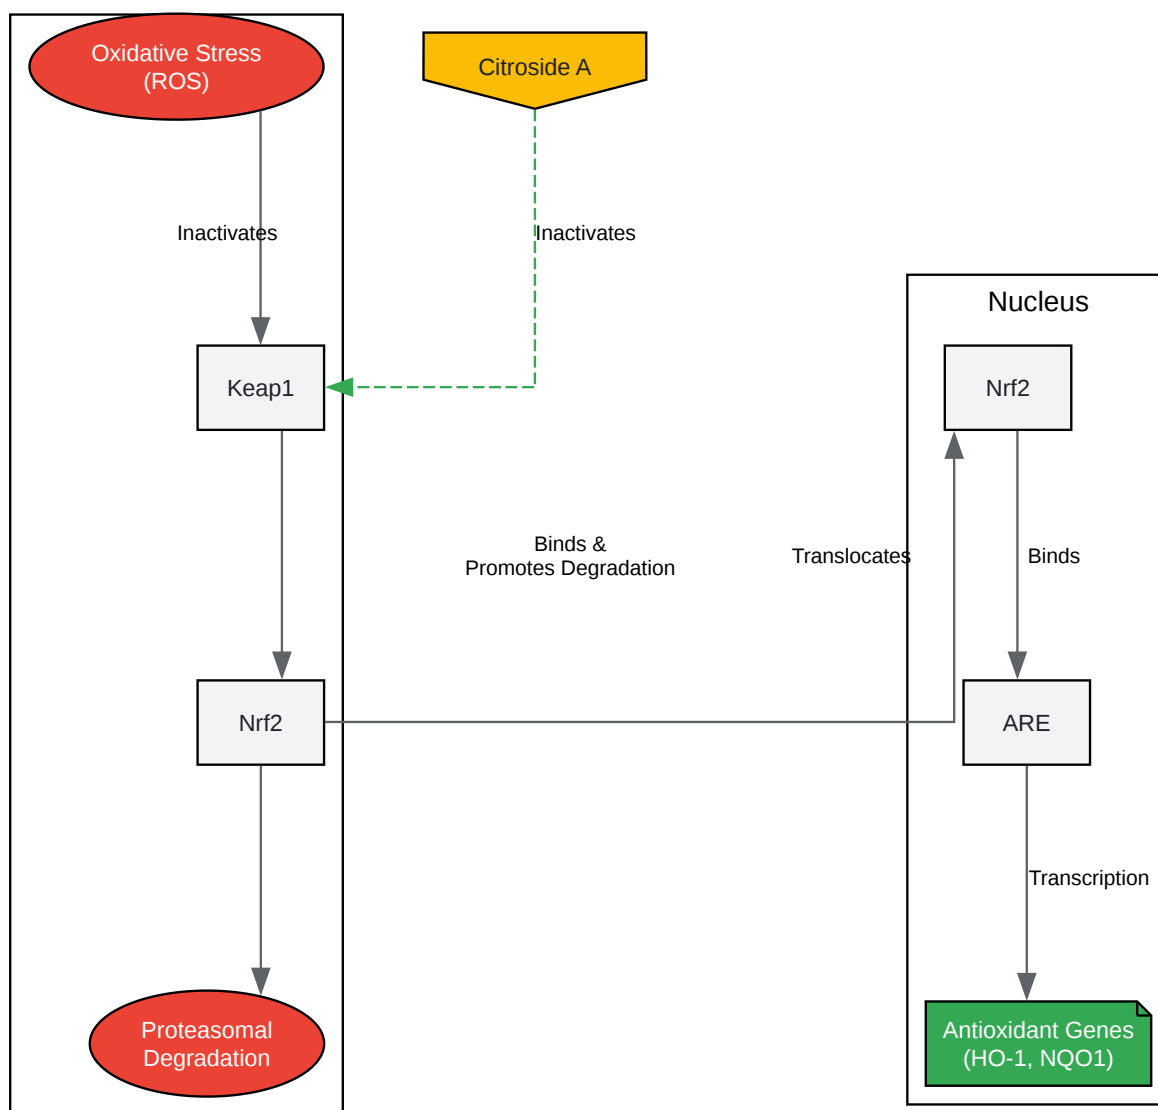 Oxidative Stress
(ROS)
Citroside A
Inactivates
Inactivates
Nucleus
Keap1
Nrf2
Binds &
Promotes Degradation
Translocates
Binds
Nrf2
ARE
Transcription
Proteasomal
Degradation
Antioxidant Genes
(HO-1, NQO1)